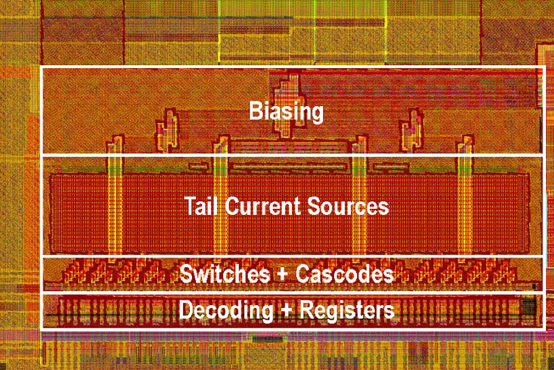 Biasing
Tail Current Sources
Switches + Cascodes
Decoding + Registers